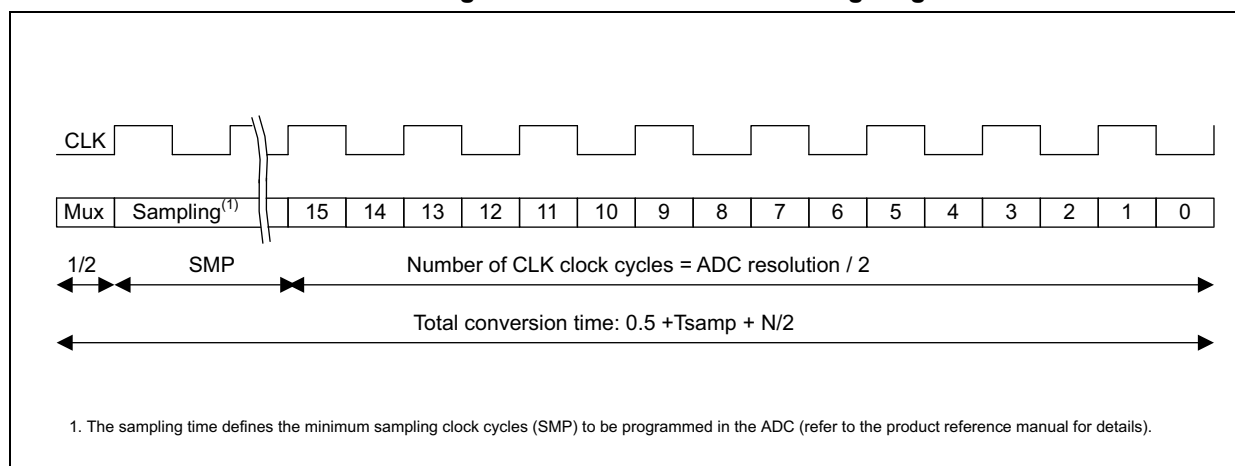 CLK
Mux Sampling(1) 15 14 13 12 11 10 9 8 7 6 5 4 3 2 1 0
1/2 SMP Number of CLK clock cycles = ADC resolution / 2
Total conversion time: 0.5 +Tsamp + N/2
1. The sampling time defines the minimum sampling clock cycles (SMP) to be programmed in the ADC (refer to the product reference manual for details).